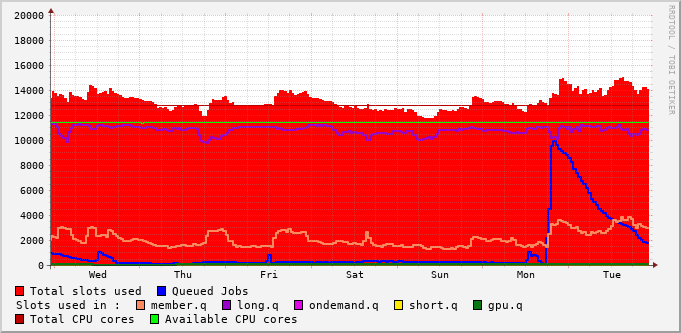 20000
18000
16000
14000
12000
10000
8000
6000
4000
2000
0
Wed Thu Fri Sat Sun Mon Tue
RRDTOOL / TOBI OETIKER
Total slots used Queued Jobs
Slots used in : member.q long.q ondemand.q short.q gpu.q
Total CPU cores Available CPU cores